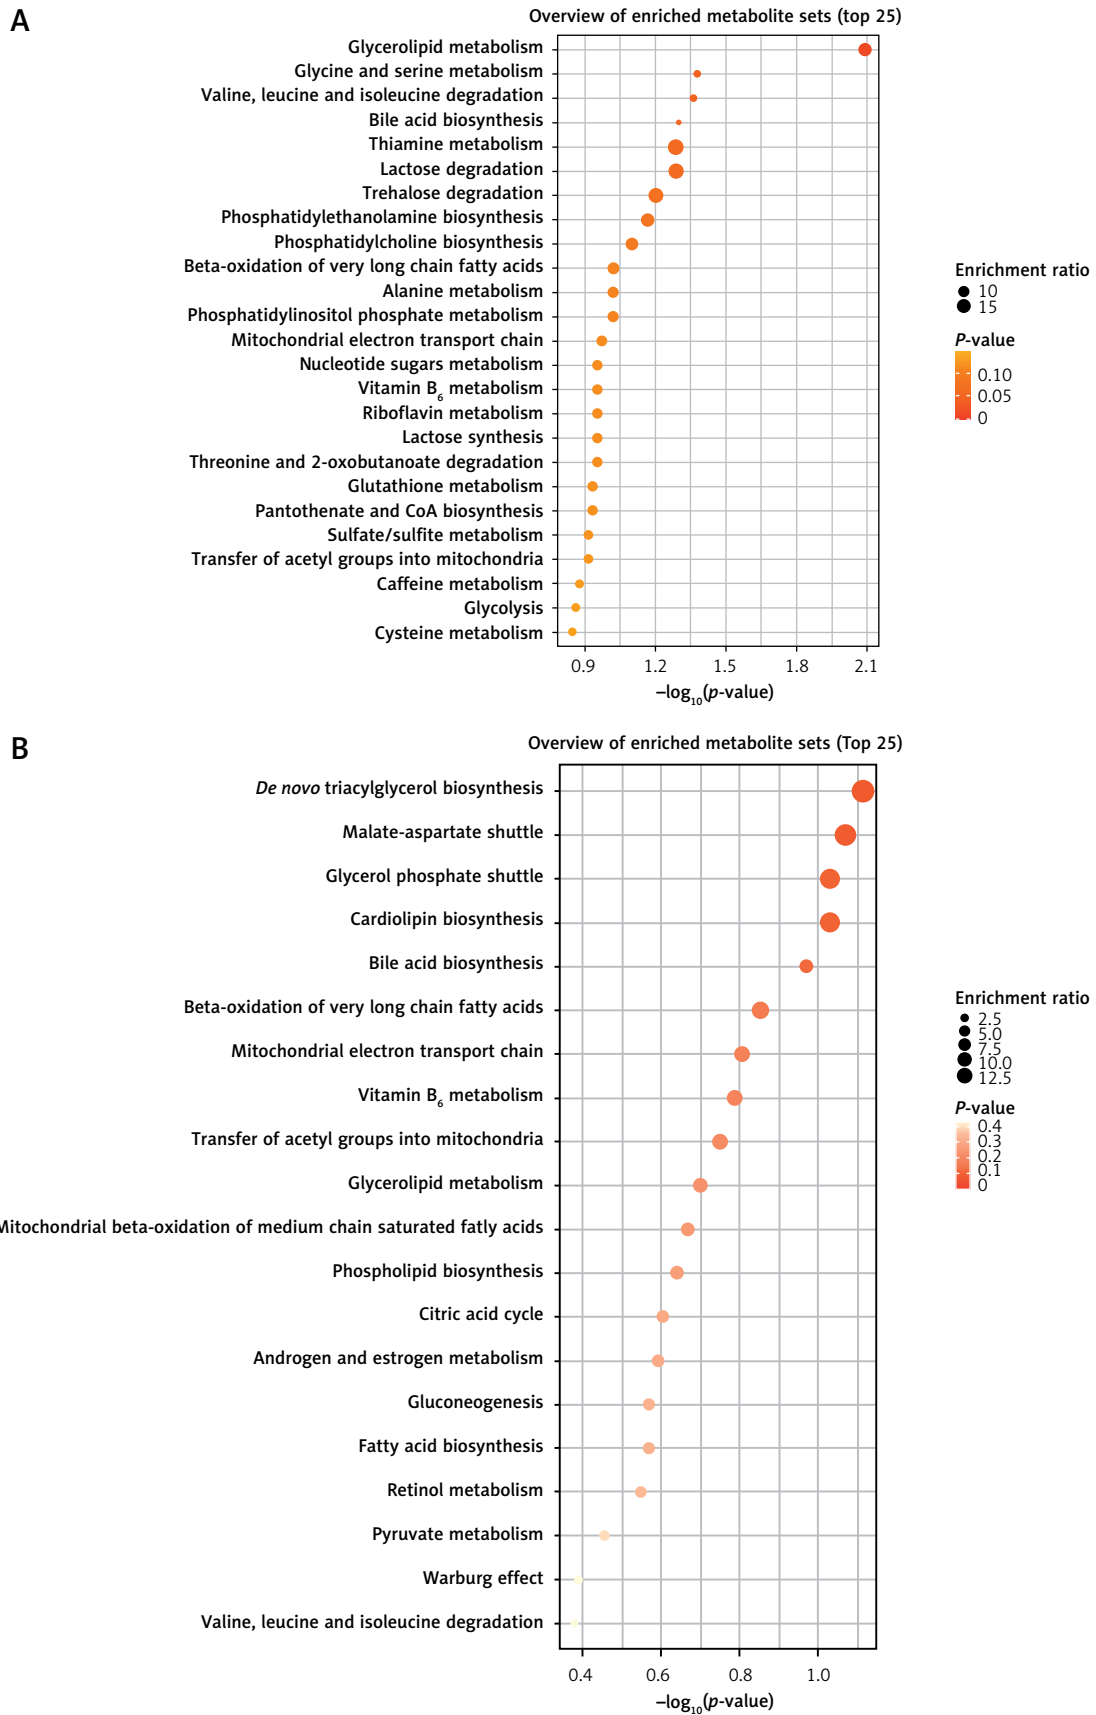 A
Overview of enriched metabolite sets (top 25)
Glycerolipid metabolism
Glycine and serine metabolism
Valine, leucine and isoleucine degradation
Bile acid biosynthesis
Thiamine metabolism
Lactose degradation
Trehalose degradation
Phosphatidylethanolamine biosynthesis
Phosphatidylcholine biosynthesis
Beta-oxidation of very long chain fatty acids
Alanine metabolism
Phosphatidylinositol phosphate metabolism
Mitochondrial electron transport chain
Nucleotide sugars metabolism
Vitamin B6 metabolism
Riboflavin metabolism
Lactose synthesis
Threonine and 2-oxobutanoate degradation
Glutathione metabolism
Pantothenate and CoA biosynthesis
Sulfate/sulfite metabolism
Transfer of acetyl groups into mitochondria
Caffeine metabolism
Glycolysis
Cysteine metabolism
0.9 1.2 1.5 1.8 2.1
–log10(p-value)
Enrichment ratio
10
15
P-value
0.10
0.05
0
B
Overview of enriched metabolite sets (Top 25)
De novo triacylglycerol biosynthesis
Malate-aspartate shuttle
Glycerol phosphate shuttle
Cardiolipin biosynthesis
Bile acid biosynthesis
Beta-oxidation of very long chain fatty acids
Mitochondrial electron transport chain
Vitamin B6 metabolism
Transfer of acetyl groups into mitochondria
Glycerolipid metabolism
Mitochondrial beta-oxidation of medium chain saturated fatly acids
Phospholipid biosynthesis
Citric acid cycle
Androgen and estrogen metabolism
Gluconeogenesis
Fatty acid biosynthesis
Retinol metabolism
Pyruvate metabolism
Warburg effect
Valine, leucine and isoleucine degradation
0.4 0.6 0.8 1.0
–log10(p-value)
Enrichment ratio
2.5
5.0
7.5
10.0
12.5
P-value
0.4
0.3
0.2
0.1
0